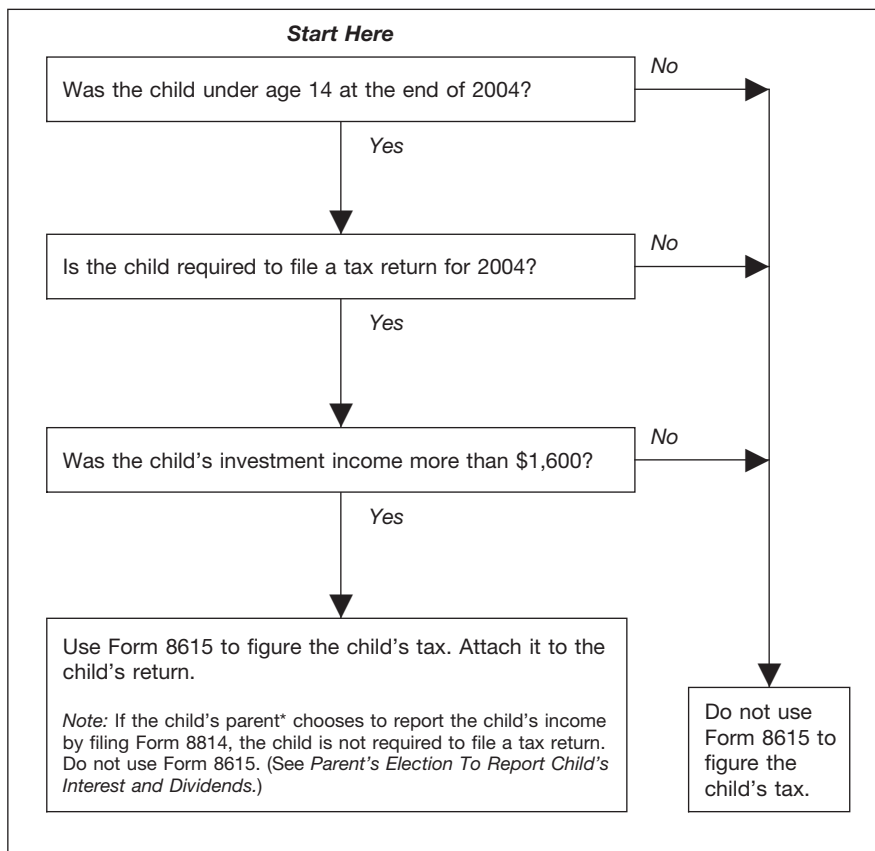 Start Here
Was the child under age 14 at the end of 2004?
No
Yes
Is the child required to file a tax return for 2004?
No
Yes
Was the child’s investment income more than $1,600?
No
Yes
Use Form 8615 to figure the child’s tax. Attach it to the
child’s return.
Note: If the child’s parent* chooses to report the child’s income
by filing Form 8814, the child is not required to file a tax return.
Do not use Form 8615. (See Parent’s Election To Report Child’s
Interest and Dividends.)
Do not use
Form 8615 to
figure the
child’s tax.